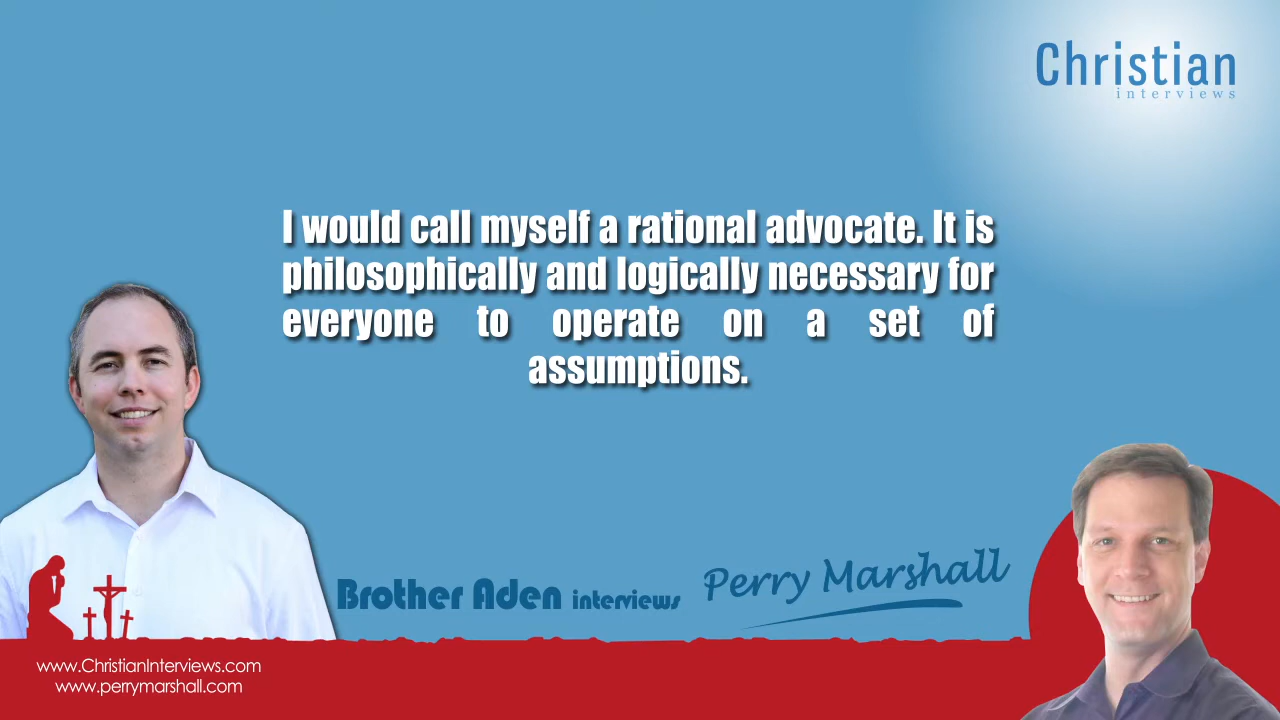 Christian
interviews
I would call myself a rational advocate. It is
philosophically and logically necessary for
everyone to operate on a set of
assumptions.
Brother Aden interviews
Perry Marshall
www.ChristianInterviews.com
www.perrymarshall.com